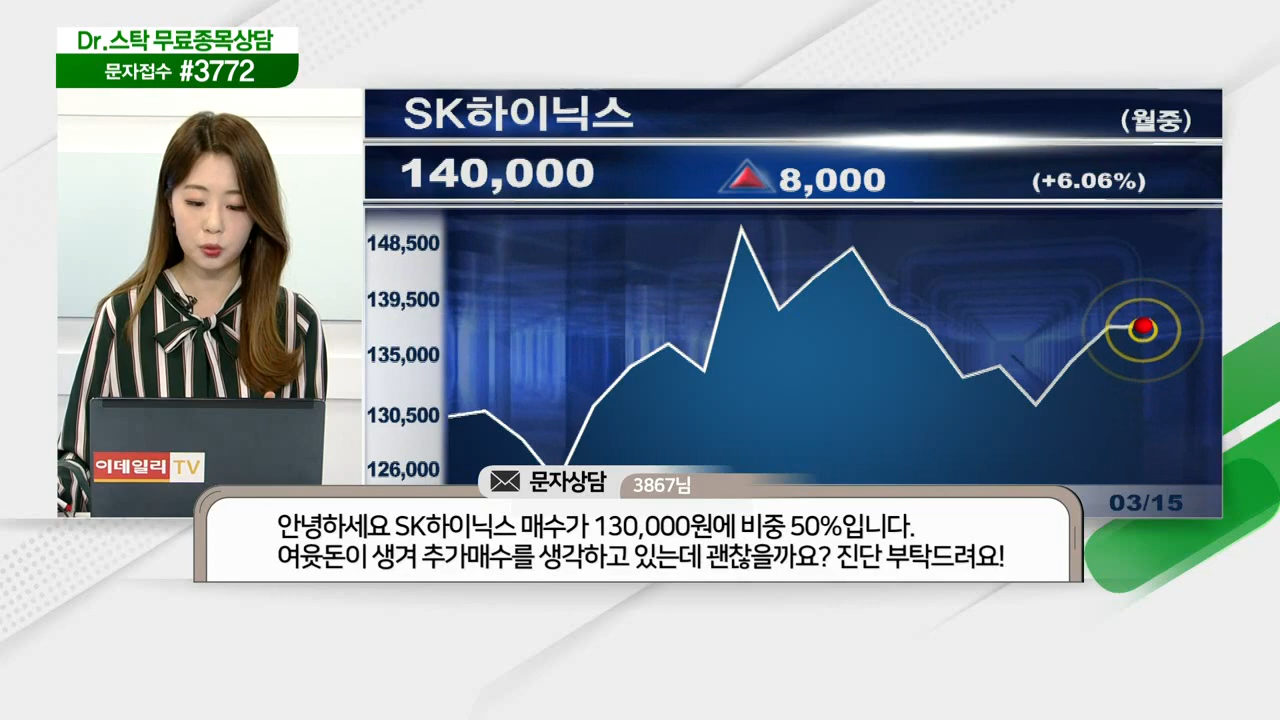 Dr.스탁 무료종목상담
문자접수 #3772
SK하이닉스 (월중)
140,000 8,000 (+6.06%)
148,500
139,500
135,000
130,500
126,000
03/15
이데일리 TV
문자상담 3867님
안녕하세요 SK하이닉스 매수가 130,000원에 비중 50%입니다.
여윳돈이 생겨 추가매수를 생각하고 있는데 괜찮을까요? 진단 부탁드려요!